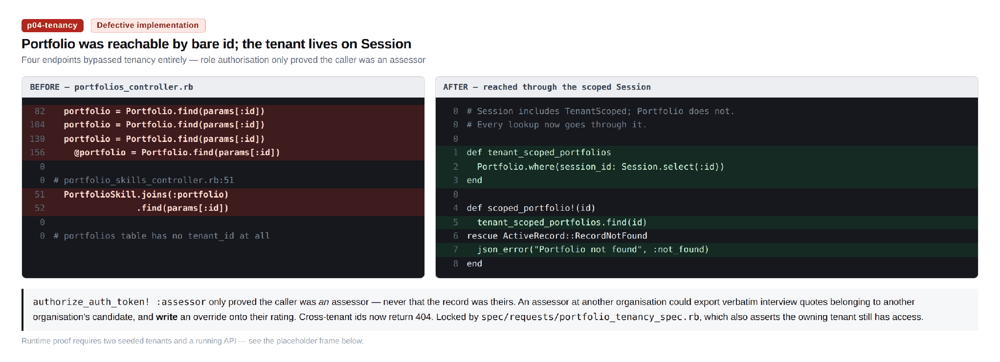 p04-tenancy Defective implementation
Portfolio was reachable by bare id; the tenant lives on Session
Four endpoints bypassed tenancy entirely — role authorisation only proved the caller was an assessor
BEFORE — portfolios_controller.rb
82 portfolio = Portfolio.find(params[:id])
104 portfolio = Portfolio.find(params[:id])
130 portfolio = Portfolio.find(params[:id])
156 @portfolio = Portfolio.find(params[:id])
0
0 # portfolio_skills_controller.rb:51
51 PortfolioSkill.joins(:portfolio)
52 .find(params[:id])
0
0 # portfolios table has no tenant_id at all
AFTER — reached through the scoped Session
0 # Session includes TenantScoped; Portfolio does not.
0 # Every lookup now goes through it.
0
1 def tenant_scoped_portfolios
2 Portfolio.where(session_id: Session.select(:id))
3 end
0
4 def scoped_portfolio!(id)
5 tenant_scoped_portfolios.find(id)
6 rescue ActiveRecord::RecordNotFound
7 json_error("Portfolio not found", :not_found)
8 end
authorize_auth_token! :assessor only proved the caller was an assessor — never that the record was theirs. An assessor at another organisation could export verbatim interview quotes belonging to another
organisation's candidate, and write an override onto their rating. Cross-tenant ids now return 404. Locked by spec/requests/portfolio_tenancy_spec.rb, which also asserts the owning tenant still has access.
Runtime proof requires two seeded tenants and a running API — see the placeholder frame below.